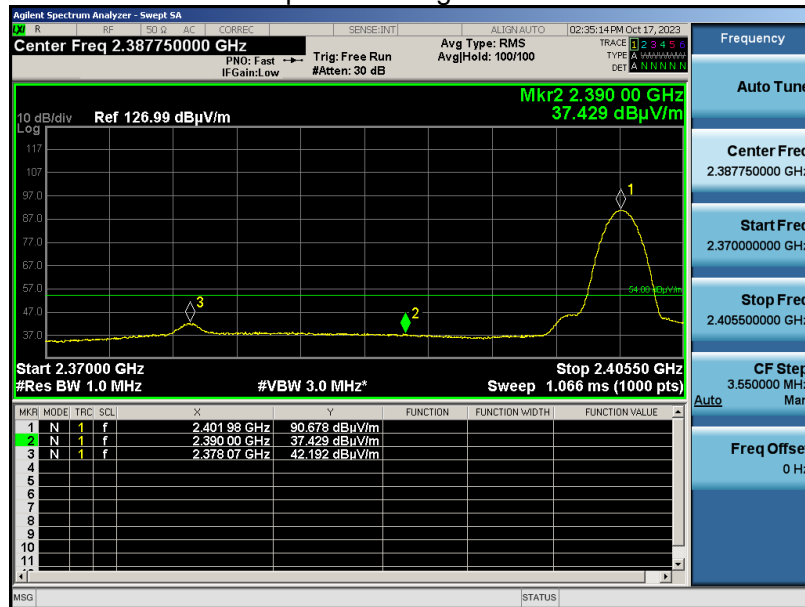 Agilent Spectrum Analyzer - Swept SA
R RF 50 Ω AC CORREC SENSE:INT ALIGN AUTO 02:35:14 PM Oct 17, 2023
Center Freq 2.387750000 GHz
PNO: Fast
IFGain:Low
Trig: Free Run
#Atten: 30 dB
Avg Type: RMS
Avg|Hold: 100/100
TRACE 1 2 3 4 5 6
TYPE A WWWWW
DET A N N N N N
Mkr2 2.390 00 GHz
37.429 dBµV/m
10 dB/div Ref 126.99 dBµV/m
Log
117
107
97.0
87.0
77.0
67.0
57.0
47.0
37.0
1
54.00 dBµV/m
3
2
Start 2.37000 GHz Stop 2.40550 GHz
#Res BW 1.0 MHz #VBW 3.0 MHz* Sweep 1.066 ms (1000 pts)
MKR MODE TRC SCL X Y FUNCTION FUNCTION WIDTH FUNCTION VALUE
1 N 1 f 2.401 98 GHz 90.678 dBµV/m
2 N 1 f 2.390 00 GHz 37.429 dBµV/m
3 N 1 f 2.378 07 GHz 42.192 dBµV/m
4
5
6
7
8
9
10
11
MSG STATUS
Frequency
Auto Tune
Center Freq
2.387750000 GHz
Start Freq
2.370000000 GHz
Stop Freq
2.405500000 GHz
CF Step
3.550000 MHz
Auto Man
Freq Offset
0 Hz